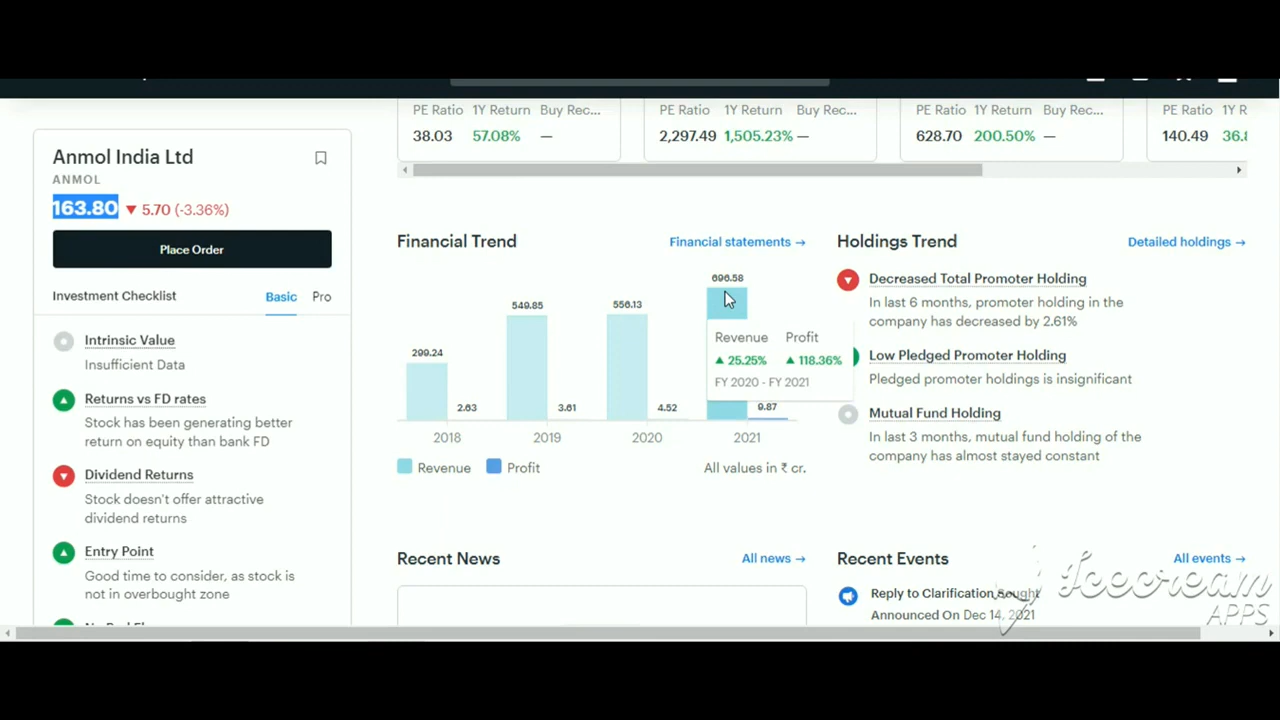 PE Ratio 1Y Return Buy Rec...
38.03 57.08% —
PE Ratio 1Y Return Buy Rec...
2,297.49 1,505.23% —
PE Ratio 1Y Return Buy Rec...
628.70 200.50% —
PE Ratio 1Y R
140.49 36.8
Anmol India Ltd
ANMOL
163.80 ▼ 5.70 (-3.36%)
Place Order
Investment Checklist Basic Pro
Intrinsic Value
Insufficient Data
Returns vs FD rates
Stock has been generating better
return on equity than bank FD
Dividend Returns
Stock doesn't offer attractive
dividend returns
Entry Point
Good time to consider, as stock is
not in overbought zone
Financial Trend Financial statements →
299.24
2.63
549.85
3.61
556.13
4.52
696.58
Revenue Profit
▲ 25.25% ▲ 118.36%
FY 2020 - FY 2021
9.87
2018 2019 2020 2021
Revenue Profit All values in ₹ cr.
Holdings Trend Detailed holdings →
Decreased Total Promoter Holding
In last 6 months, promoter holding in the
company has decreased by 2.61%
Low Pledged Promoter Holding
Pledged promoter holdings is insignificant
Mutual Fund Holding
In last 3 months, mutual fund holding of the
company has almost stayed constant
Recent News All news →
Recent Events All events →
Reply to Clarification Sought
Announced On Dec 14, 2021
Icecream
APPS